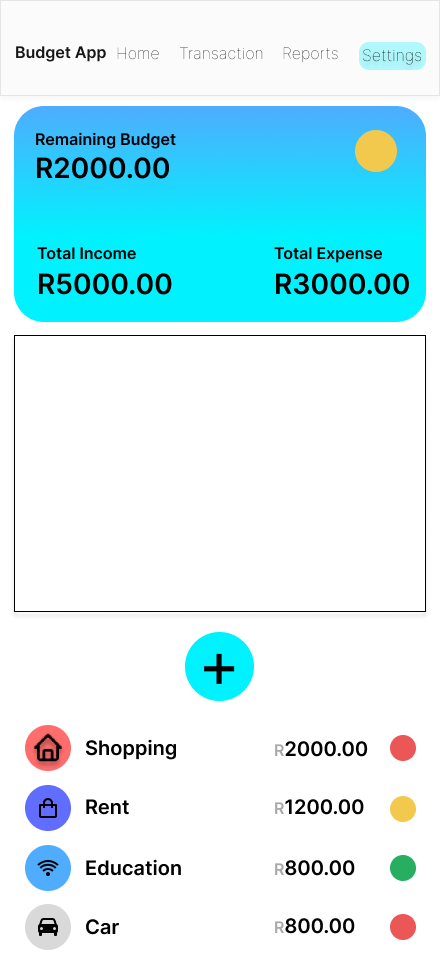 Budget App Home Transaction Reports Settings
Remaining Budget
R2000.00
Total Income Total Expense
R5000.00 R3000.00
+
Shopping R2000.00
Rent R1200.00
Education R800.00
Car R800.00